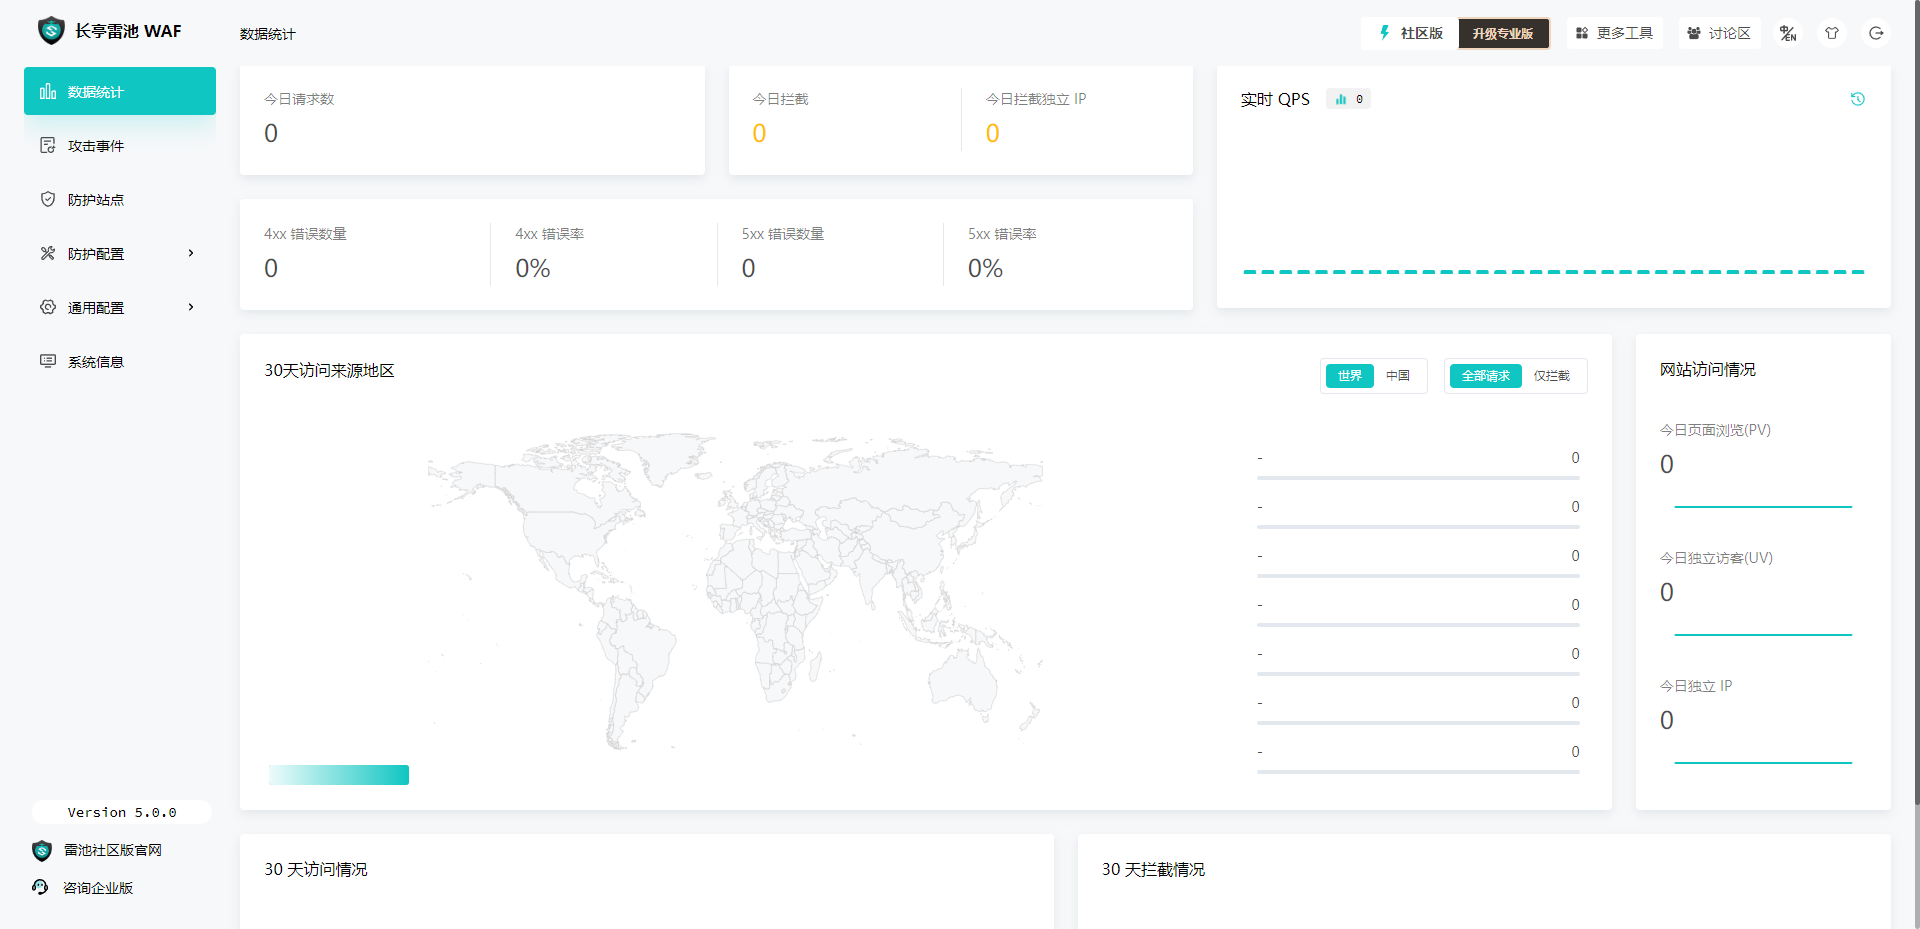 长亭雷池 WAF
数据统计
社区版
升级专业版
更多工具
讨论区
中/EN
数据统计
攻击事件
防护站点
防护配置
通用配置
系统信息
今日请求数
0
今日拦截
0
今日拦截独立 IP
0
实时 QPS
0
4xx 错误数量
0
4xx 错误率
0%
5xx 错误数量
0
5xx 错误率
0%
30天访问来源地区
世界
中国
全部请求
仅拦截
- 0
- 0
- 0
- 0
- 0
- 0
- 0
网站访问情况
今日页面浏览(PV)
0
今日独立访客(UV)
0
今日独立 IP
0
Version 5.0.0
雷池社区版官网
咨询企业版
30 天访问情况
30 天拦截情况